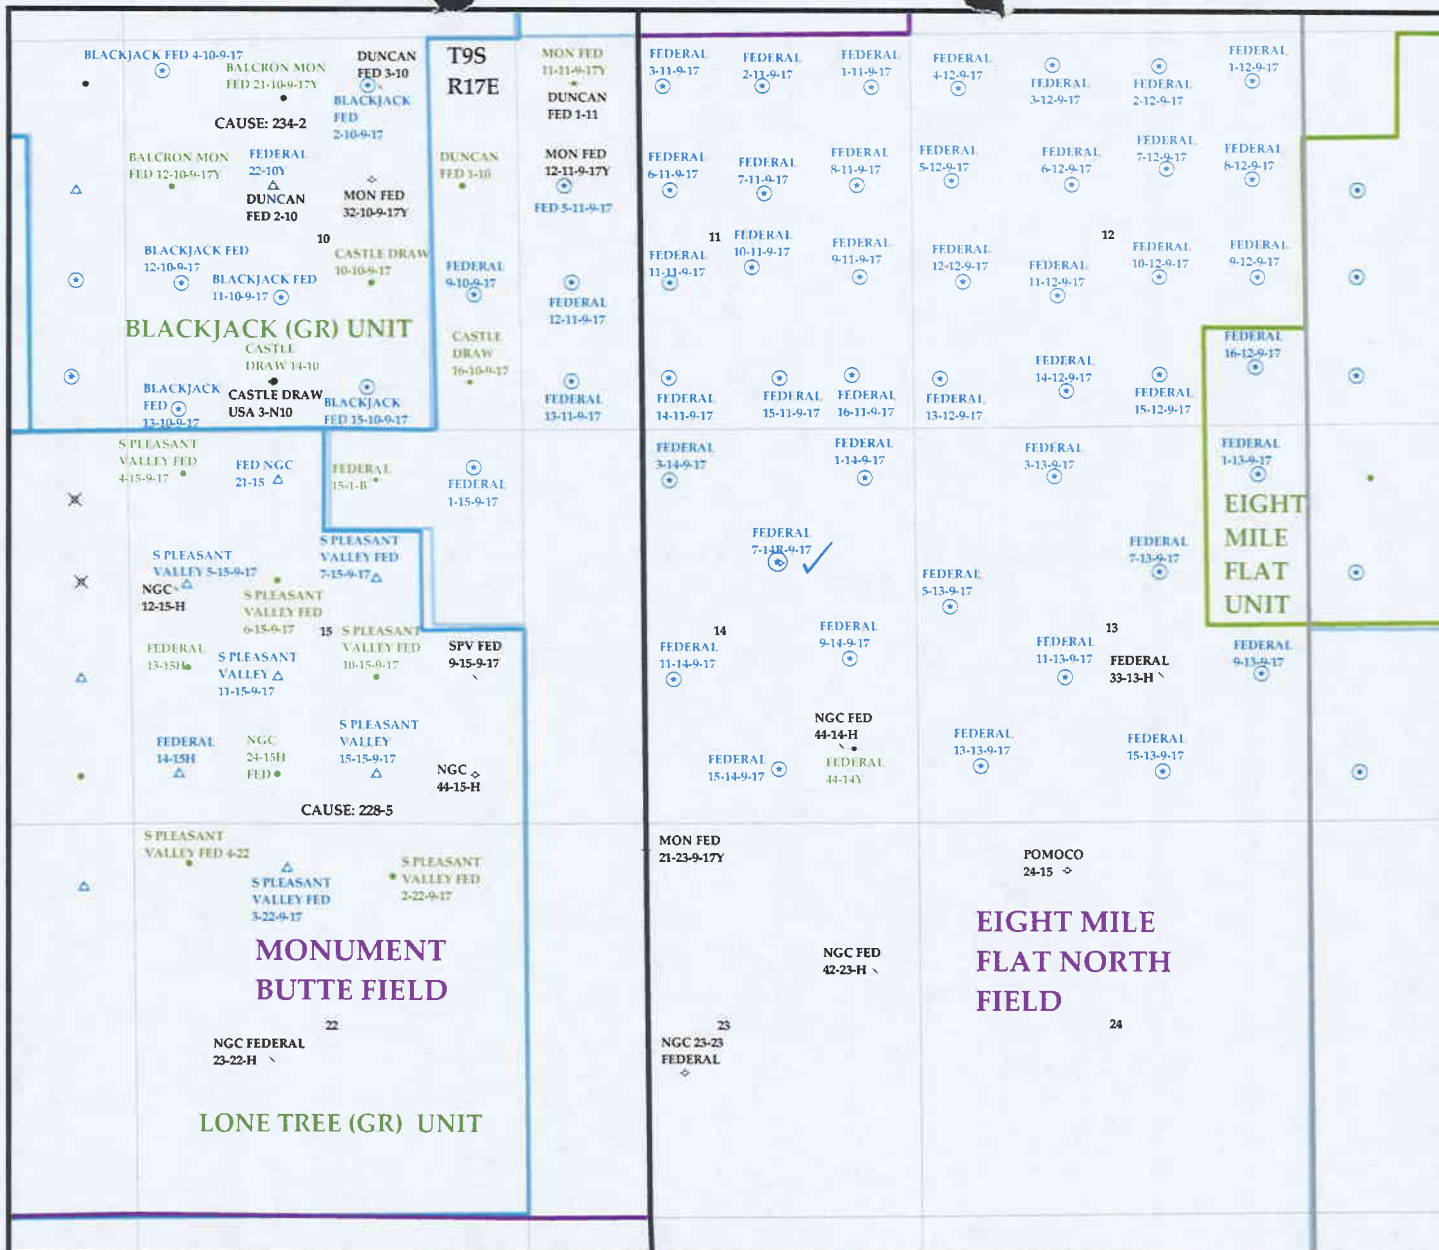 BLACKJACK FED 4-10-9-17
BALCRON MON
FED 21-10-9-17Y
CAUSE: 234-2
DUNCAN
FED 3-10
BLACKJACK
FED
2-10-9-17
T9S
R17E
MON FED
11-11-9-17Y
DUNCAN
FED 1-11
FEDERAL
3-11-9-17
FEDERAL
2-11-9-17
FEDERAL
1-11-9-17
FEDERAL
4-12-9-17
FEDERAL
3-12-9-17
FEDERAL
2-12-9-17
FEDERAL
1-12-9-17
BALCRON MON
FED 12-10-9-17Y
FEDERAL
22-10Y
DUNCAN
FED 2-10
MON FED
32-10-9-17Y
DUNCAN
FED 1-10
MON FED
12-11-9-17Y
FED 5-11-9-17
FEDERAL
6-11-9-17
FEDERAL
7-11-9-17
FEDERAL
8-11-9-17
FEDERAL
5-12-9-17
FEDERAL
6-12-9-17
FEDERAL
7-12-9-17
FEDERAL
8-12-9-17
10
BLACKJACK FED
12-10-9-17
BLACKJACK FED
11-10-9-17
CASTLE DRAW
10-10-9-17
FEDERAL
9-10-9-17
FEDERAL
12-11-9-17
11
FEDERAL
11-11-9-17
FEDERAL
10-11-9-17
FEDERAL
9-11-9-17
12
FEDERAL
12-12-9-17
FEDERAL
11-12-9-17
FEDERAL
10-12-9-17
FEDERAL
9-12-9-17
BLACKJACK (GR) UNIT
CASTLE
DRAW 14-10
CASTLE DRAW
USA 3-N10
BLACKJACK
FED
13-10-9-17
BLACKJACK
FED 15-10-9-17
CASTLE
DRAW
16-10-9-17
FEDERAL
13-11-9-17
FEDERAL
14-11-9-17
FEDERAL
15-11-9-17
FEDERAL
16-11-9-17
FEDERAL
13-12-9-17
FEDERAL
14-12-9-17
FEDERAL
15-12-9-17
FEDERAL
16-12-9-17
S PLEASANT
VALLEY FED
4-15-9-17
FED NGC
21-15
FEDERAL
15-1-B
FEDERAL
1-15-9-17
FEDERAL
3-14-9-17
FEDERAL
1-14-9-17
FEDERAL
3-13-9-17
FEDERAL
1-13-9-17
EIGHT
MILE
FLAT
UNIT
S PLEASANT
VALLEY 5-15-9-17
NGC
12-15-H
S PLEASANT
VALLEY FED
7-15-9-17
S PLEASANT
VALLEY FED
6-15-9-17
FEDERAL
7-14R-9-17
FEDERAL
5-13-9-17
FEDERAL
7-13-9-17
15
FEDERAL
13-15H
S PLEASANT
VALLEY
11-15-9-17
S PLEASANT
VALLEY FED
10-15-9-17
SPV FED
9-15-9-17
14
FEDERAL
11-14-9-17
FEDERAL
9-14-9-17
13
FEDERAL
11-13-9-17
FEDERAL
33-13-H
FEDERAL
9-13-9-17
FEDERAL
14-15H
NGC
24-15H
FED
S PLEASANT
VALLEY
15-15-9-17
NGC
44-15-H
FEDERAL
15-14-9-17
NGC FED
44-14-H
FEDERAL
44-14Y
FEDERAL
13-13-9-17
FEDERAL
15-13-9-17
CAUSE: 228-5
S PLEASANT
VALLEY FED 4-22
S PLEASANT
VALLEY FED
3-22-9-17
S PLEASANT
VALLEY FED
2-22-9-17
MON FED
21-23-9-17Y
POMOCO
24-15
MONUMENT
BUTTE FIELD
NGC FED
42-23-H
EIGHT MILE
FLAT NORTH
FIELD
22
NGC FEDERAL
23-22-H
23
NGC 23-23
FEDERAL
24
LONE TREE (GR) UNIT